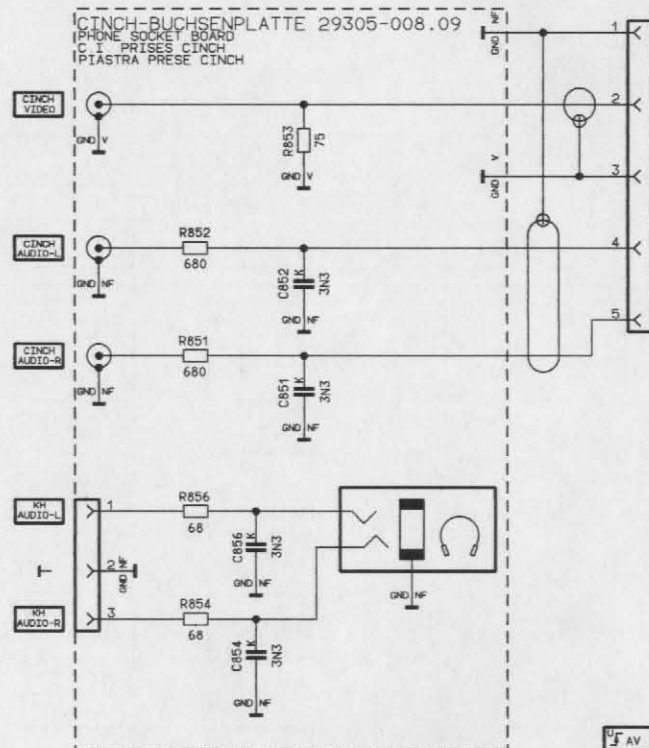 CINCH-BUCHSENPLATTE 29305-008.09
PHONE SOCKET BOARD
C.I. PRISES CINCH
PIASTRA PRESE CINCH
GND NF
1
CINCH
VIDEO
GND V
R853
75
GND V
2
GND V
3
CINCH
AUDIO-L
GND NF
R852
680
C852
K
3N3
GND NF
4
CINCH
AUDIO-R
GND NF
R851
680
C851
K
3N3
GND NF
5
KH
AUDIO-L
1
R856
68
C856
K
3N3
GND NF
2
GND NF
GND NF
KH
AUDIO-R
3
R854
68
C854
K
3N3
GND NF
U AV